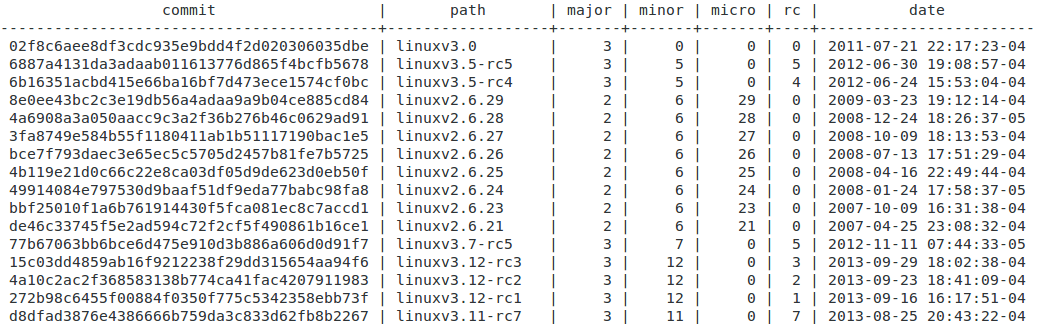 commit | path | major | minor | micro | rc | date
------------------------------------------+-------------------+-------+-------+-------+----+------------------------
02f8c6aee8df3cdc935e9bdd4f2d020306035dbe | linuxv3.0 | 3 | 0 | 0 | 0 | 2011-07-21 22:17:23-04
6887a4131da3adaab011613776d865f4bcfb5678 | linuxv3.5-rc5 | 3 | 5 | 0 | 5 | 2012-06-30 19:08:57-04
6b16351acbd415e66ba16bf7d473ece1574cf0bc | linuxv3.5-rc4 | 3 | 5 | 0 | 4 | 2012-06-24 15:53:04-04
8e0ee43bc2c3e19db56a4adaa9a9b04ce885cd84 | linuxv2.6.29 | 2 | 6 | 29 | 0 | 2009-03-23 19:12:14-04
4a6908a3a050aacc9c3a2f36b276b46c0629ad91 | linuxv2.6.28 | 2 | 6 | 28 | 0 | 2008-12-24 18:26:37-05
3fa8749e584b55f1180411ab1b51117190bac1e5 | linuxv2.6.27 | 2 | 6 | 27 | 0 | 2008-10-09 18:13:53-04
bce7f793daec3e65ec5c5705d2457b81fe7b5725 | linuxv2.6.26 | 2 | 6 | 26 | 0 | 2008-07-13 17:51:29-04
4b119e21d0c66c22e8ca03df05d9de623d0eb50f | linuxv2.6.25 | 2 | 6 | 25 | 0 | 2008-04-16 22:49:44-04
49914084e797530d9baaf51df9eda77babc98fa8 | linuxv2.6.24 | 2 | 6 | 24 | 0 | 2008-01-24 17:58:37-05
bbf25010f1a6b761914430f5fca081ec8c7accd1 | linuxv2.6.23 | 2 | 6 | 23 | 0 | 2007-10-09 16:31:38-04
de46c33745f5e2ad594c72f2cf5f490861b16ce1 | linuxv2.6.21 | 2 | 6 | 21 | 0 | 2007-04-25 23:08:32-04
77b67063bb6bce6d475e910d3b886a606d0d91f7 | linuxv3.7-rc5 | 3 | 7 | 0 | 5 | 2012-11-11 07:44:33-05
15c03dd4859ab16f9212238f29dd315654aa94f6 | linuxv3.12-rc3 | 3 | 12 | 0 | 3 | 2013-09-29 18:02:38-04
4a10c2ac2f368583138b774ca41fac4207911983 | linuxv3.12-rc2 | 3 | 12 | 0 | 2 | 2013-09-23 18:41:09-04
272b98c6455f00884f0350f775c5342358ebb73f | linuxv3.12-rc1 | 3 | 12 | 0 | 1 | 2013-09-16 16:17:51-04
d8dfad3876e4386666b759da3c833d62fb8b2267 | linuxv3.11-rc7 | 3 | 11 | 0 | 7 | 2013-08-25 20:43:22-04